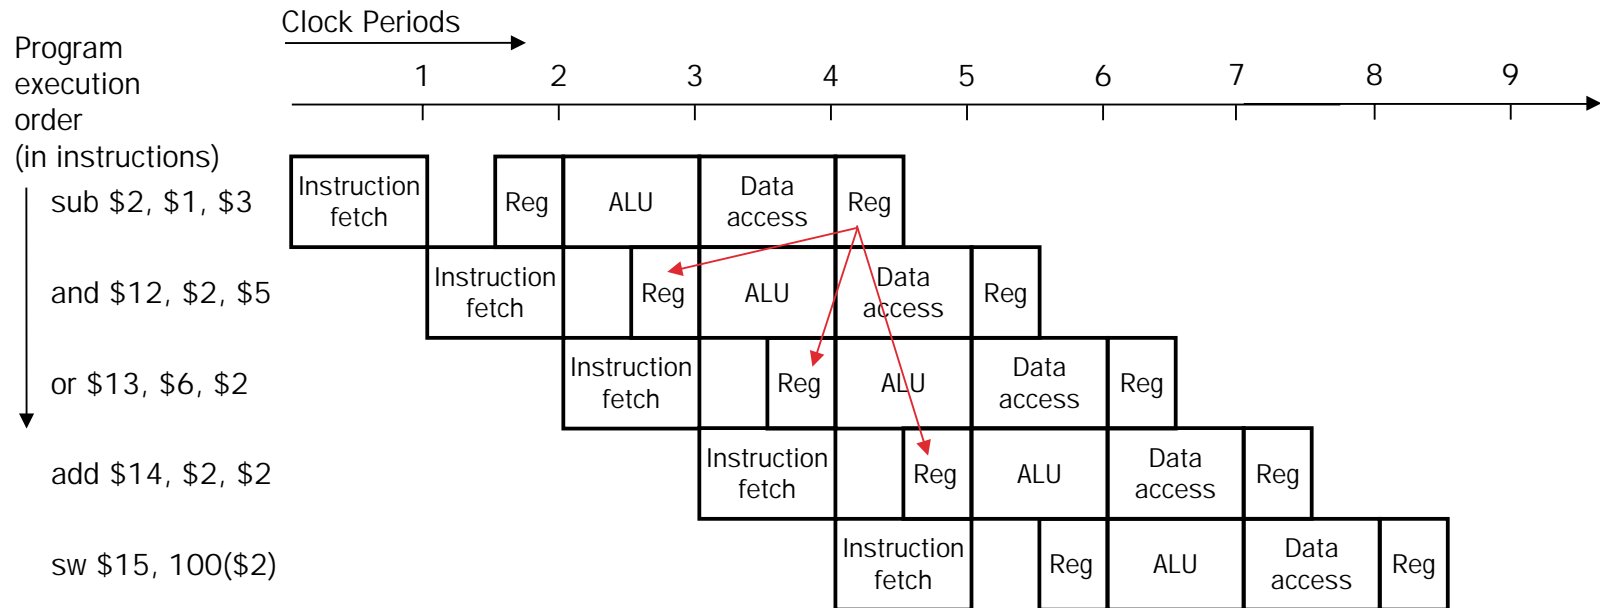 Clock Periods
Program
execution
order
(in instructions)
1 2 3 4 5 6 7 8 9
sub $2, $1, $3
Instruction
fetch
Reg
ALU
Data
access
Reg
and $12, $2, $5
Instruction
fetch
Reg
ALU
Data
access
Reg
or $13, $6, $2
Instruction
fetch
Reg
ALU
Data
access
Reg
add $14, $2, $2
Instruction
fetch
Reg
ALU
Data
access
Reg
sw $15, 100($2)
Instruction
fetch
Reg
ALU
Data
access
Reg